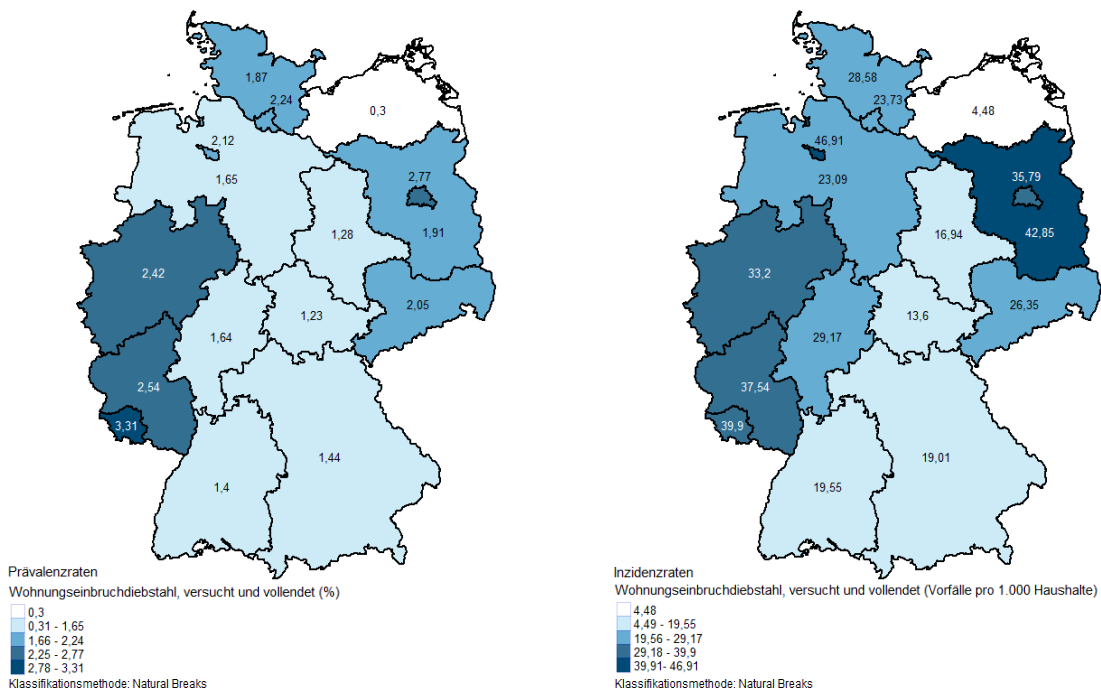 1,87
2,24
0,3
2,12
1,65
2,77
1,91
1,28
2,42
2,05
1,23
1,64
2,54
3,31
1,44
1,4
Prävalenzraten
Wohnungseinbruchdiebstahl, versucht und vollendet (%)
0,3
0,31 - 1,65
1,66 - 2,24
2,25 - 2,77
2,78 - 3,31
Klassifikationsmethode: Natural Breaks
28,58
23,73
4,48
46,91
23,09
35,79
42,85
16,94
33,2
26,35
13,6
29,17
37,54
39,9
19,01
19,55
Inzidenzraten
Wohnungseinbruchdiebstahl, versucht und vollendet (Vorfälle pro 1.000 Haushalte)
4,48
4,49 - 19,55
19,56 - 29,17
29,18 - 39,9
39,91- 46,91
Klassifikationsmethode: Natural Breaks